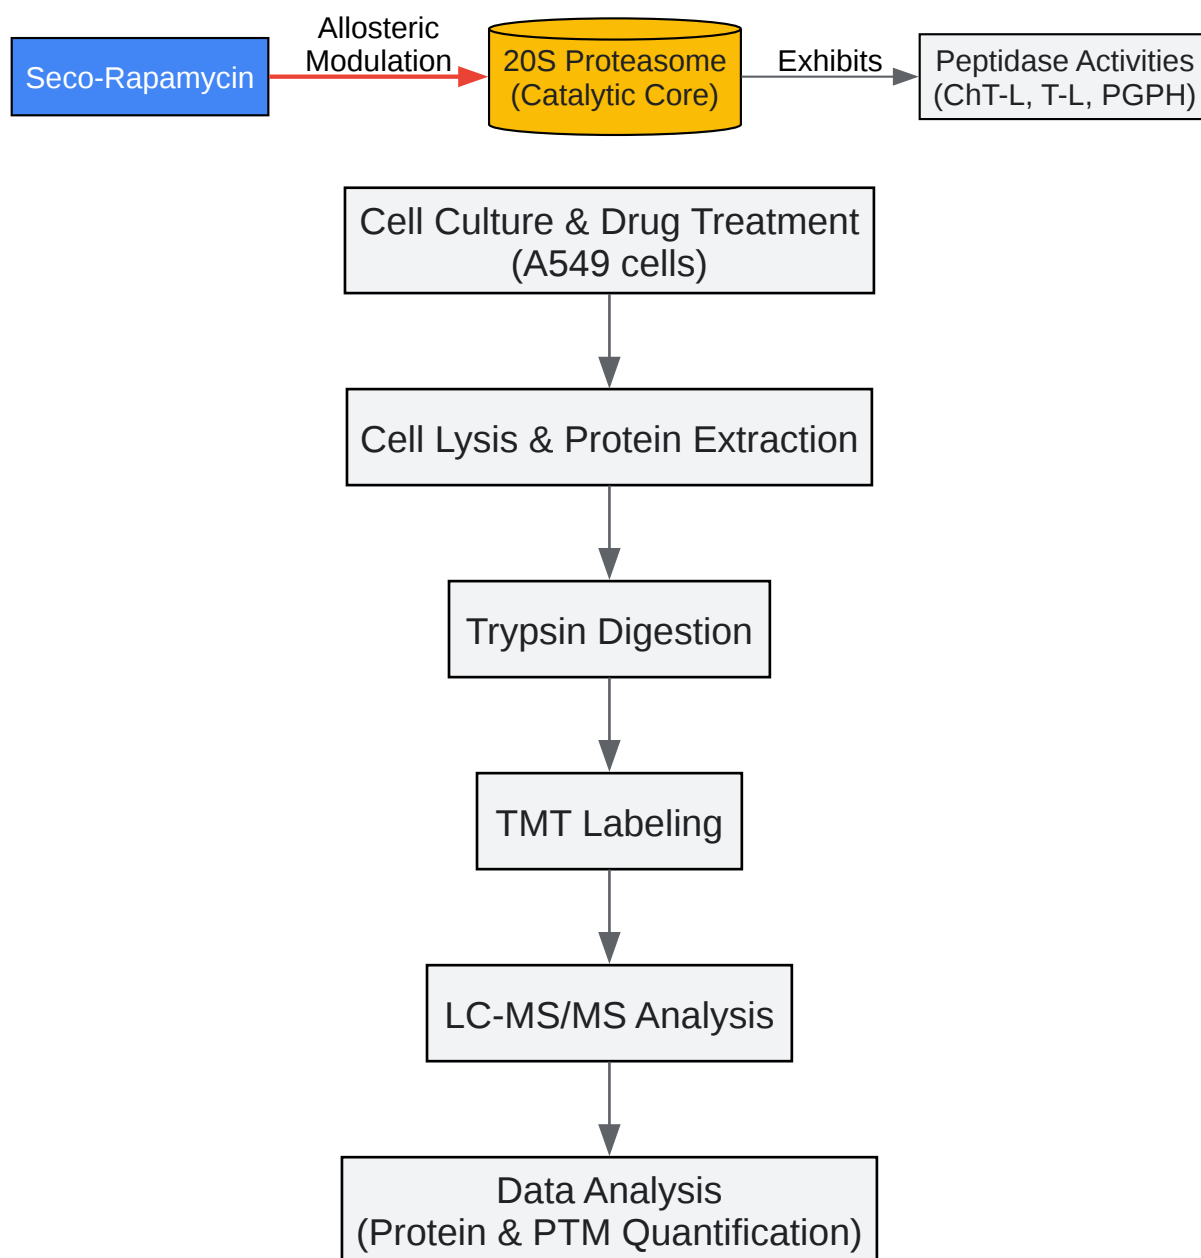 Seco-Rapamycin
Allosteric
Modulation
20S Proteasome
(Catalytic Core)
Exhibits
Peptidase Activities
(ChT-L, T-L, PGPH)
Cell Culture & Drug Treatment
(A549 cells)
Cell Lysis & Protein Extraction
Trypsin Digestion
TMT Labeling
LC-MS/MS Analysis
Data Analysis
(Protein & PTM Quantification)